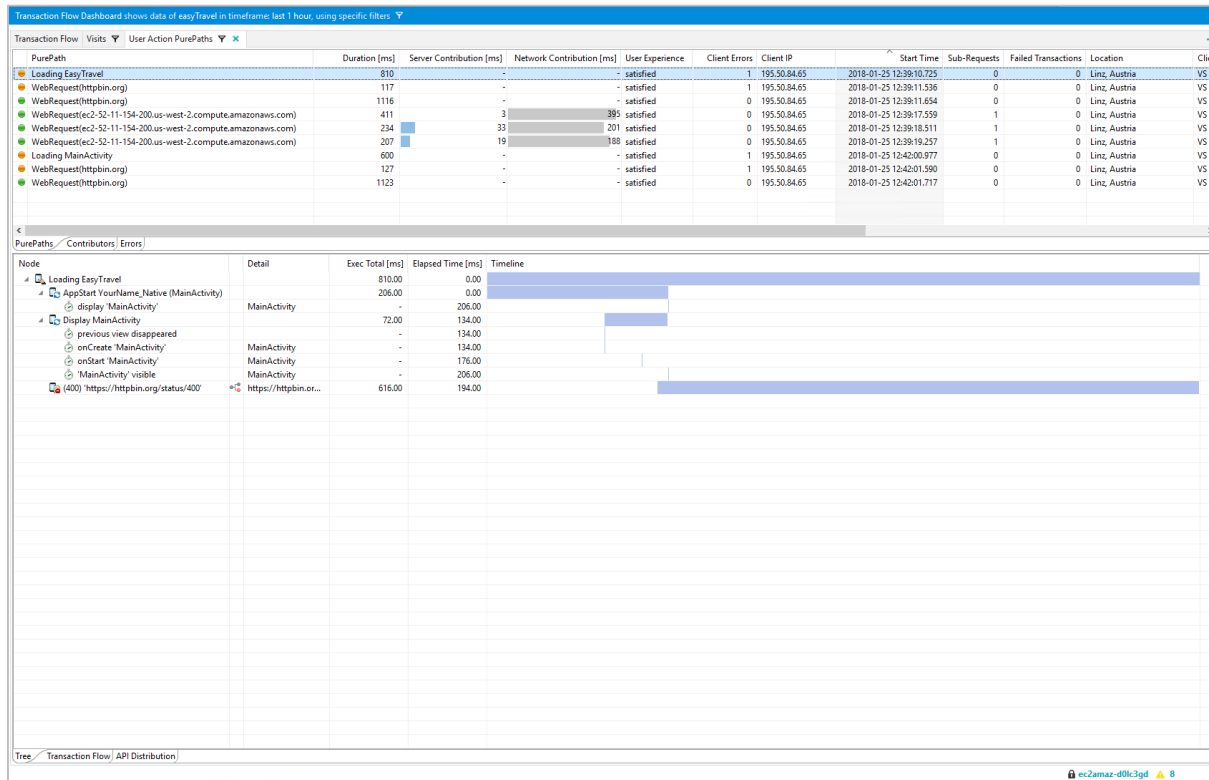 Transaction Flow Dashboard shows data of easyTravel in timeframe: last 1 hour, using specific filters
Transaction Flow Visits User Action PurePaths
PurePath Duration [ms] Server Contribution [ms] Network Contribution [ms] User Experience Client Errors Client IP Start Time Sub-Requests Failed Transactions Location Clie
Loading EasyTravel 810 - - satisfied 1 195.50.84.65 2018-01-25 12:39:10.725 0 0 Linz, Austria VS
WebRequest(httpbin.org) 117 - - satisfied 1 195.50.84.65 2018-01-25 12:39:11.536 0 0 Linz, Austria VS
WebRequest(httpbin.org) 1116 - - satisfied 0 195.50.84.65 2018-01-25 12:39:11.654 0 0 Linz, Austria VS
WebRequest(ec2-52-11-154-200.us-west-2.compute.amazonaws.com) 411 3 395 satisfied 0 195.50.84.65 2018-01-25 12:39:17.559 1 0 Linz, Austria VS
WebRequest(ec2-52-11-154-200.us-west-2.compute.amazonaws.com) 234 33 201 satisfied 0 195.50.84.65 2018-01-25 12:39:18.511 1 0 Linz, Austria VS
WebRequest(ec2-52-11-154-200.us-west-2.compute.amazonaws.com) 207 19 188 satisfied 0 195.50.84.65 2018-01-25 12:39:19.257 1 0 Linz, Austria VS
Loading MainActivity 600 - - satisfied 1 195.50.84.65 2018-01-25 12:42:00.977 0 0 Linz, Austria VS
WebRequest(httpbin.org) 127 - - satisfied 1 195.50.84.65 2018-01-25 12:42:01.590 0 0 Linz, Austria VS
WebRequest(httpbin.org) 1123 - - satisfied 0 195.50.84.65 2018-01-25 12:42:01.717 0 0 Linz, Austria VS
PurePaths Contributors Errors
Node Detail Exec Total [ms] Elapsed Time [ms] Timeline
Loading EasyTravel 810.00 0.00
AppStart YourName_Native (MainActivity) 206.00 0.00
display 'MainActivity' MainActivity - 206.00
Display MainActivity 72.00 134.00
previous view disappeared - 134.00
onCreate 'MainActivity' MainActivity - 134.00
onStart 'MainActivity' MainActivity - 176.00
'MainActivity' visible MainActivity - 206.00
(400) 'https://httpbin.org/status/400' https://httpbin.or... 616.00 194.00
Tree Transaction Flow API Distribution
ec2amaz-d0lc3gd 8